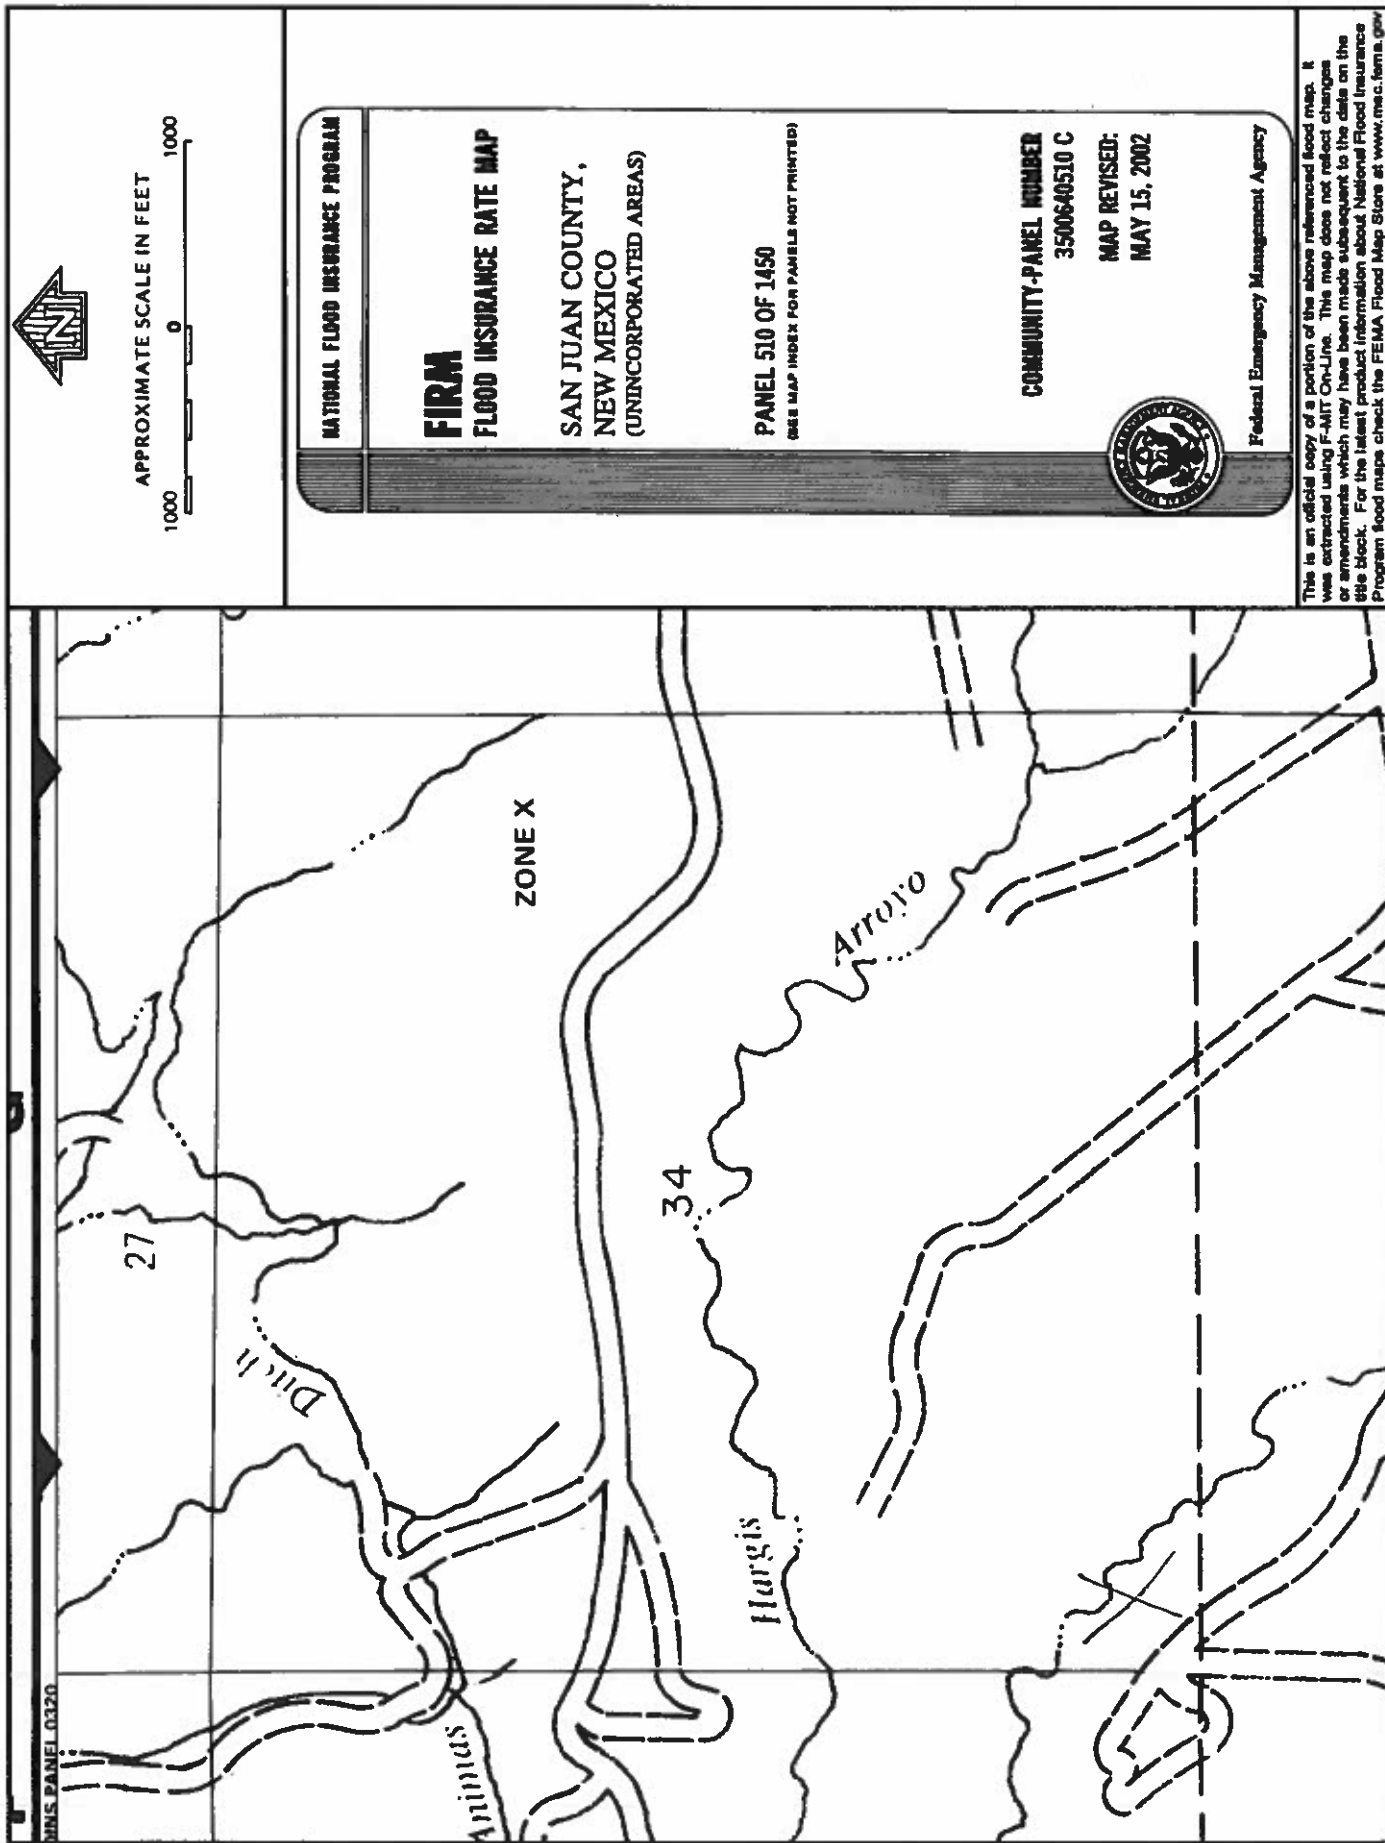 APPROXIMATE SCALE IN FEET
1000 0 1000
NATIONAL FLOOD INSURANCE PROGRAM
FIRM
FLOOD INSURANCE RATE MAP
SAN JUAN COUNTY,
NEW MEXICO
(UNINCORPORATED AREAS)
PANEL 510 OF 1450
(SEE MAP INDEX FOR PANELS NOT PRINTED)
COMMUNITY-PANEL NUMBER
3500640510 C
MAP REVISED:
MAY 15, 2002
Federal Emergency Management Agency
This is an official copy of a portion of the above referenced flood map. It
was extracted using F-MIT On-Line. This map does not reflect changes
or amendments which may have been made subsequent to the date on the
title block. For the latest product information about National Flood Insurance
Program flood maps check the FEMA Flood Map Store at www.msc.fema.gov
PANEL 0320
27
Ditch
ZONE X
Animas
34
Hargis
Arroyo